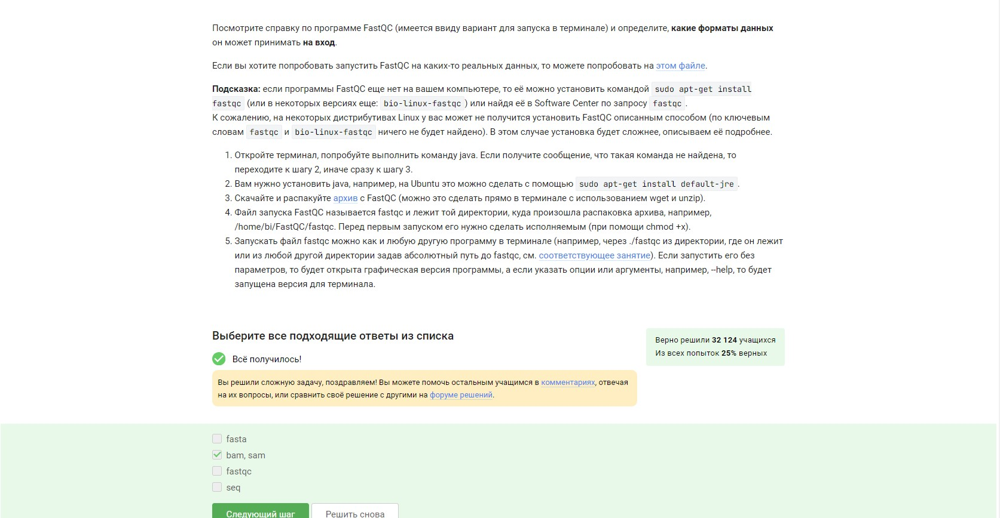 Посмотрите справку по программе FastQC (имеется ввиду вариант для запуска в терминале) и определите, какие форматы данных
он может принимать на вход.
Если вы хотите попробовать запустить FastQC на каких-то реальных данных, то можете попробовать на этом файле.
Подсказка: если программы FastQC еще нет на вашем компьютере, то её можно установить командой sudo apt-get install
fastqc (или в некоторых версиях еще: bio-linux-fastqc) или найдя её в Software Center по запросу fastqc.
К сожалению, на некоторых дистрибутивах Linux у вас может не получится установить FastQC описанным способом (по ключевым
словам fastqc и bio-linux-fastqc ничего не будет найдено). В этом случае установка будет сложнее, описываем её подробнее.
1. Откройте терминал, попробуйте выполнить команду java. Если получите сообщение, что такая команда не найдена, то
переходите к шагу 2, иначе сразу к шагу 3.
2. Вам нужно установить java, например, на Ubuntu это можно сделать с помощью sudo apt-get install default-jre.
3. Скачайте и распакуйте архив с FastQC (можно это сделать прямо в терминале с использованием wget и unzip).
4. Файл запуска FastQC называется fastqc и лежит той директории, куда произошла распаковка архива, например,
/home/bi/FastQC/fastqc. Перед первым запуском его нужно сделать исполняемым (при помощи chmod +x).
5. Запускать файл fastqc можно как и любую другую программу в терминале (например, через ./fastqc из директории, где он лежит
или из любой другой директории задав абсолютный путь до fastqc, см. соответствующее занятие). Если запустить его без
параметров, то будет открыта графическая версия программы, а если указать опции или аргументы, например, --help, то будет
запущена версия для терминала.
Выберите все подходящие ответы из списка
Верно решили 32 124 учащихся
Из всех попыток 25% верных
Всё получилось!
Вы решили сложную задачу, поздравляем! Вы можете помочь остальным учащимся в комментариях, отвечая
на их вопросы, или сравнить своё решение с другими на форуме решений.
fasta
bam, sam
fastqc
seq
Следующий шаг Решить снова